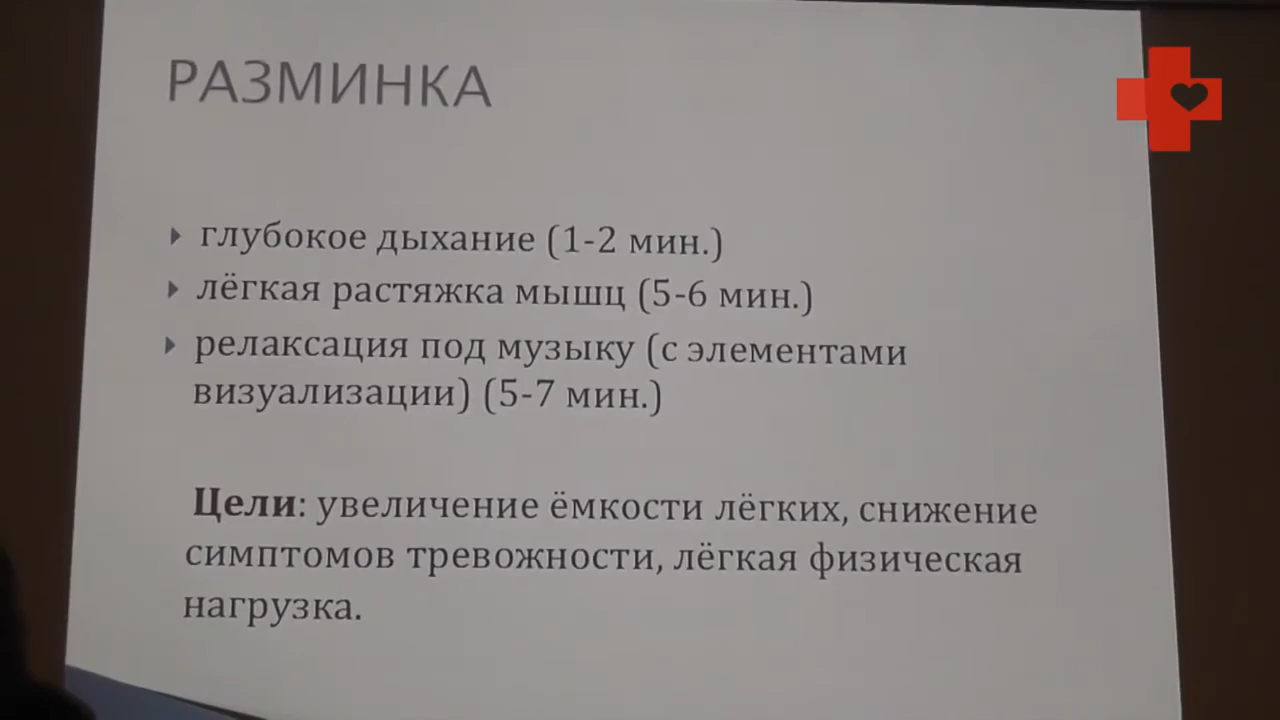 РАЗМИНКА
глубокое дыхание (1-2 мин.)
лёгкая растяжка мышц (5-6 мин.)
релаксация под музыку (с элементами
визуализации) (5-7 мин.)
Цели: увеличение ёмкости лёгких, снижение
симптомов тревожности, лёгкая физическая
нагрузка.